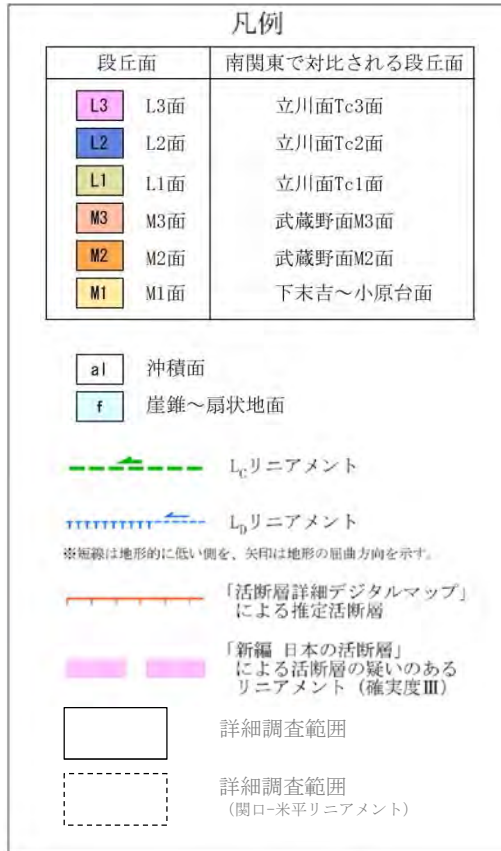 凡例
段丘面 南関東で対比される段丘面
L3 L3面 立川面Tc3面
L2 L2面 立川面Tc2面
L1 L1面 立川面Tc1面
M3 M3面 武蔵野面M3面
M2 M2面 武蔵野面M2面
M1 M1面 下末吉～小原台面
al 沖積面
f 崖錐～扇状地面
LCリニアメント
LDリニアメント
※短線は地形的に低い側を、矢印は地形の屈曲方向を示す。
「活断層詳細デジタルマップ」
による推定活断層
「新編 日本の活断層」
による活断層の疑いのある
リニアメント（確実度Ⅲ）
詳細調査範囲
詳細調査範囲
（関口-米平リニアメント）